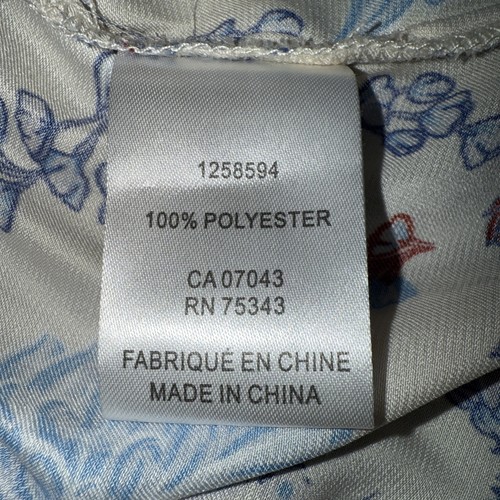 1258594
100% POLYESTER
CA 07043
RN 75343
FABRIQUÉ EN CHINE
MADE IN CHINA